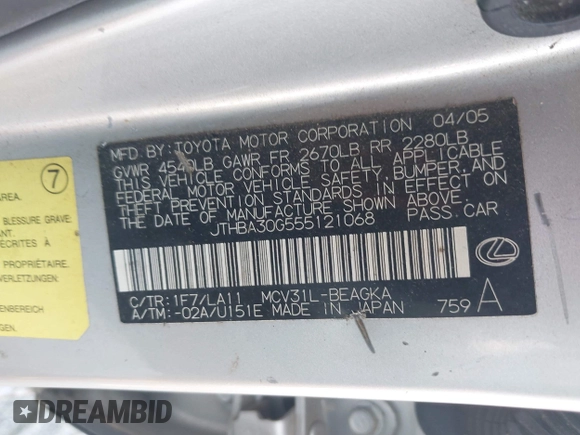 7
AREA.
BLESSURE GRAVE:
ANT.
ÉCRITES À
PROPRIÉTAIRE.
VERLETZUNGEN.
MFD. BY: TOYOTA MOTOR CORPORATION 04/05
GVWR LB GAWR FR 2670LB RR 2280LB
THIS VEHICLE CONFORMS TO ALL APPLICABLE
FEDERAL MOTOR VEHICLE SAFETY, BUMPER, AND
THEFT PREVENTION STANDARDS IN EFFECT ON
THE DATE OF MANUFACTURE SHOWN ABOVE.
JTHBA30G555121068 PASS. CAR
C/TR: 1F7/LA11 MCV31L-BEAGKA
A/TM: -02A/U151E MADE IN JAPAN 759 A
DREAMBID